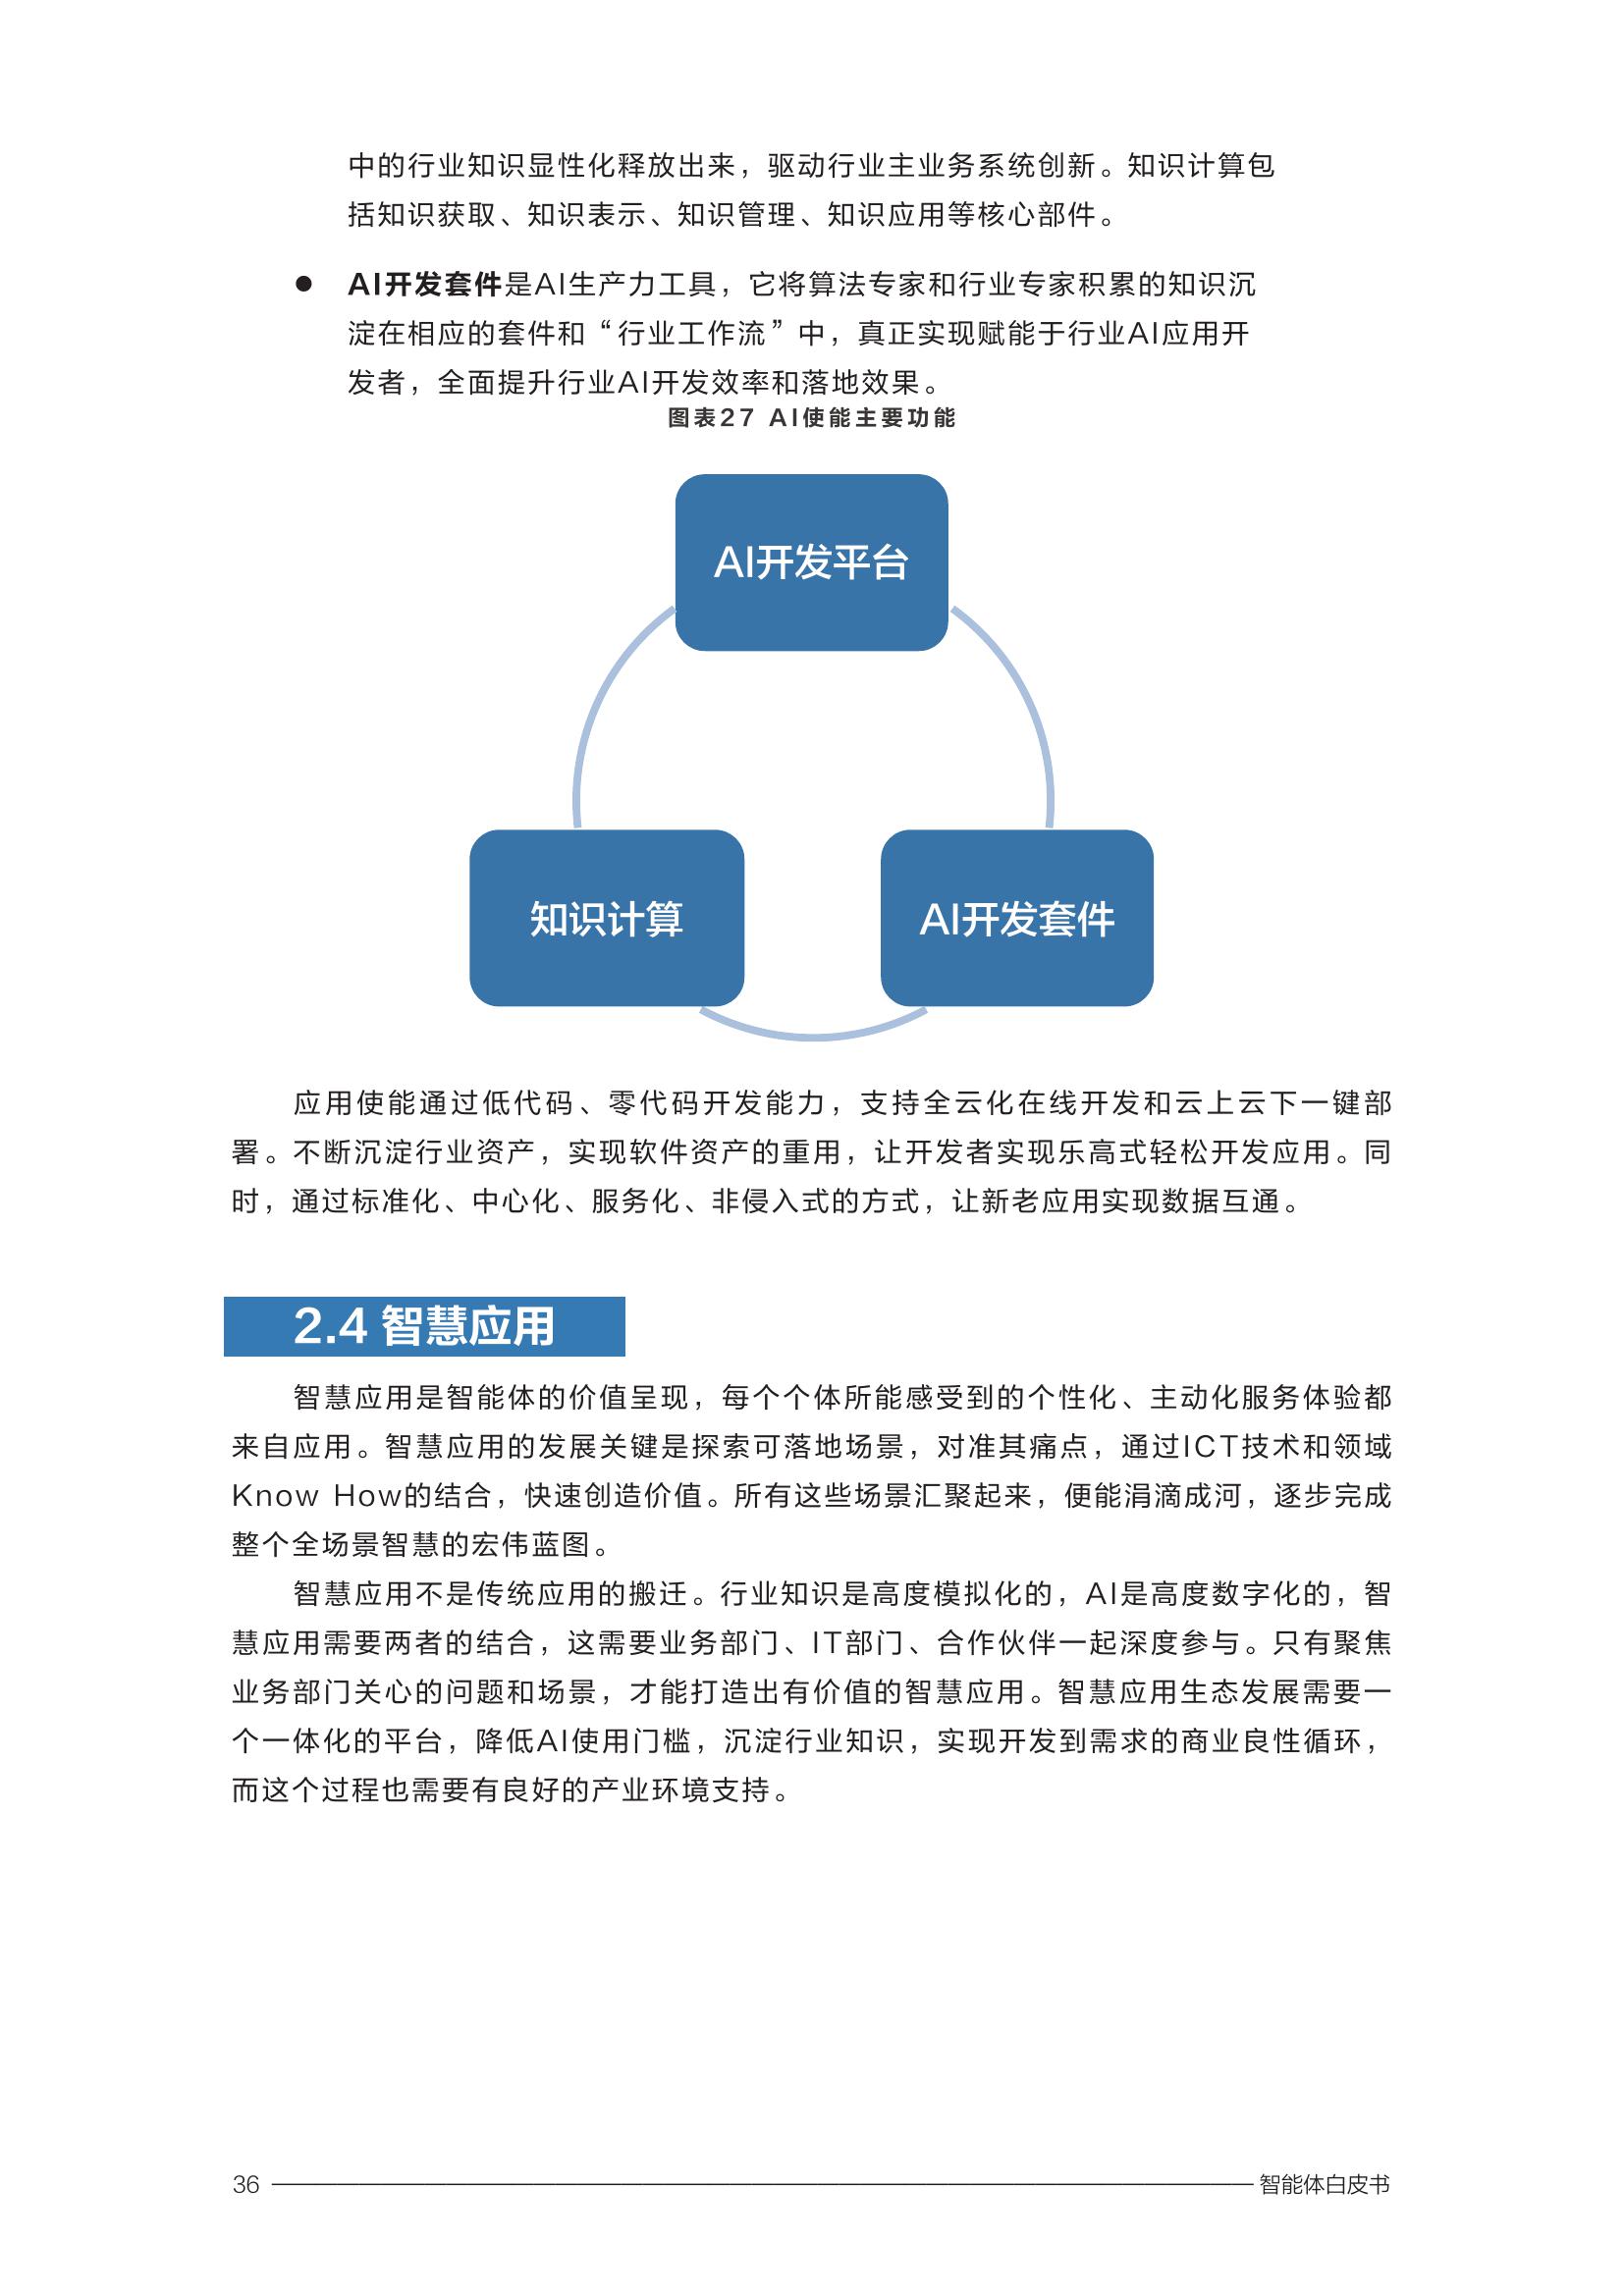 中的行业知识显性化释放出来，驱动行业主业务系统创新。知识计算包
括知识获取、知识表示、知识管理、知识应用等核心部件。
● AI开发套件是AI生产力工具，它将算法专家和行业专家积累的知识沉
淀在相应的套件和“行业工作流”中，真正实现赋能于行业AI应用开
发者，全面提升行业AI开发效率和落地效果。
图表27 AI使能主要功能
AI开发平台
知识计算
AI开发套件
应用使能通过低代码、零代码开发能力，支持全云化在线开发和云上云下一键部
署。不断沉淀行业资产，实现软件资产的重用，让开发者实现乐高式轻松开发应用。同
时，通过标准化、中心化、服务化、非侵入式的方式，让新老应用实现数据互通。
2.4 智慧应用
智慧应用是智能体的价值呈现，每个个体所能感受到的个性化、主动化服务体验都
来自应用。智慧应用的发展关键是探索可落地场景，对准其痛点，通过ICT技术和领域
Know How的结合，快速创造价值。所有这些场景汇聚起来，便能涓滴成河，逐步完成
整个全场景智慧的宏伟蓝图。
智慧应用不是传统应用的搬迁。行业知识是高度模拟化的，AI是高度数字化的，智
慧应用需要两者的结合，这需要业务部门、IT部门、合作伙伴一起深度参与。只有聚焦
业务部门关心的问题和场景，才能打造出有价值的智慧应用。智慧应用生态发展需要一
个一体化的平台，降低AI使用门槛，沉淀行业知识，实现开发到需求的商业良性循环，
而这个过程也需要有良好的产业环境支持。
36 智能体白皮书